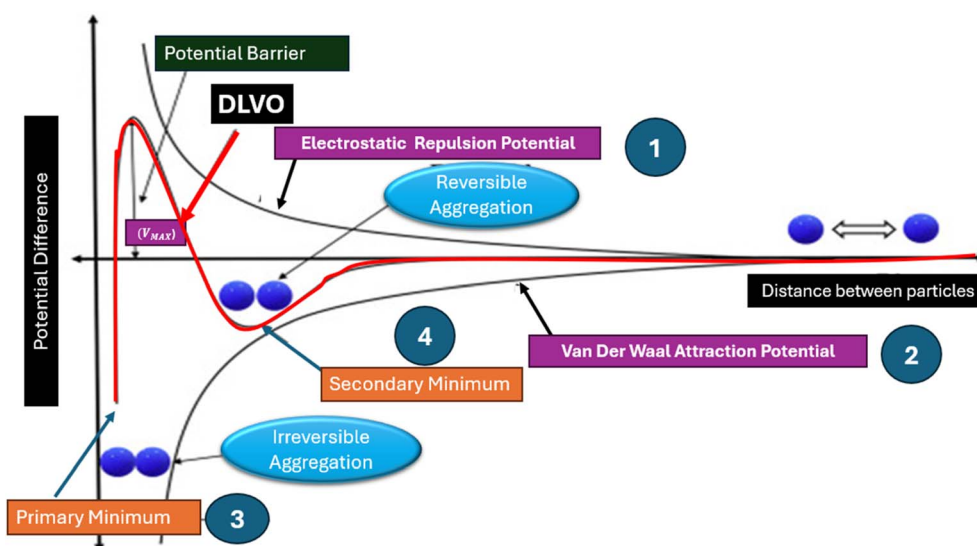 Potential Barrier
DLVO
Electrostatic Repulsion Potential
1
Reversible
Aggregation
(V_MAX)
Potential Difference
Distance between particles
4
Van Der Waal Attraction Potential
2
Secondary Minimum
Irreversible
Aggregation
Primary Minimum
3